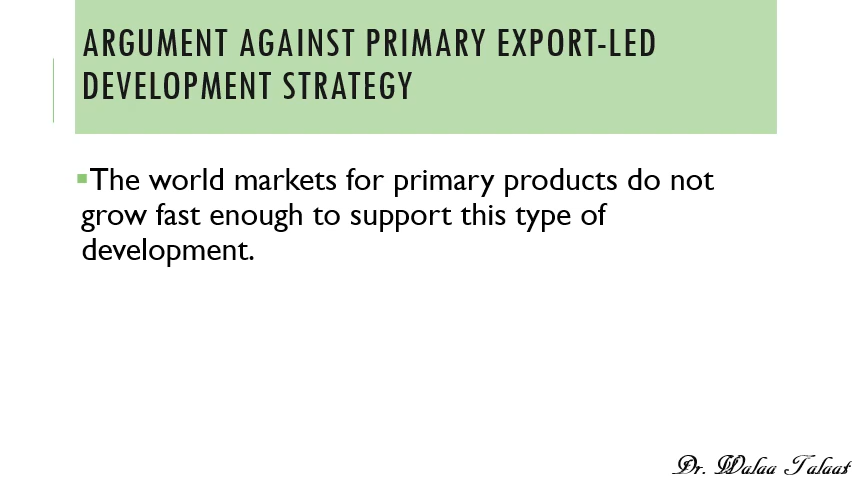 ARGUMENT AGAINST PRIMARY EXPORT-LED
DEVELOPMENT STRATEGY
▪The world markets for primary products do not
grow fast enough to support this type of
development.
Dr. Walaa Talaat